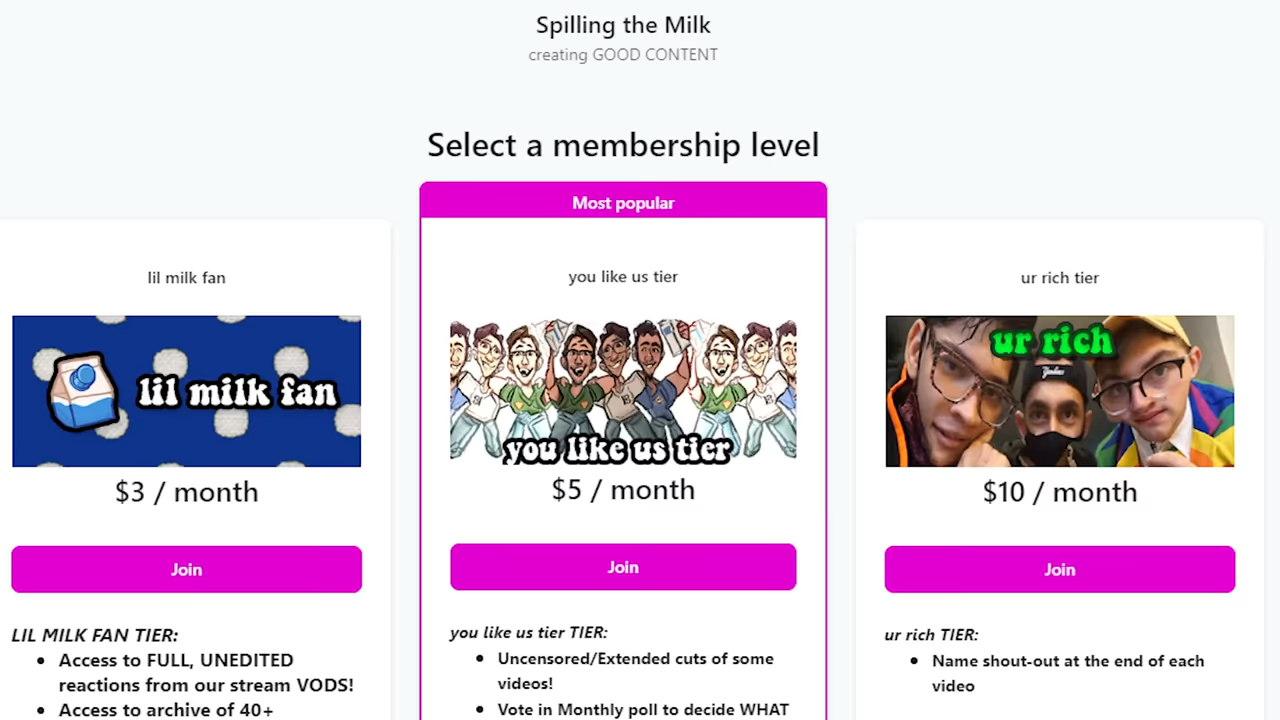 Spilling the Milk
creating GOOD CONTENT
Select a membership level
Most popular
lil milk fan
lil milk fan
$3 / month
Join
LIL MILK FAN TIER:
• Access to FULL, UNEDITED
reactions from our stream VODS!
• Access to archive of 40+
you like us tier
you like us tier
$5 / month
Join
you like us tier TIER:
• Uncensored/Extended cuts of some
videos!
• Vote in Monthly poll to decide WHAT
ur rich tier
ur rich
$10 / month
Join
ur rich TIER:
• Name shout-out at the end of each
video